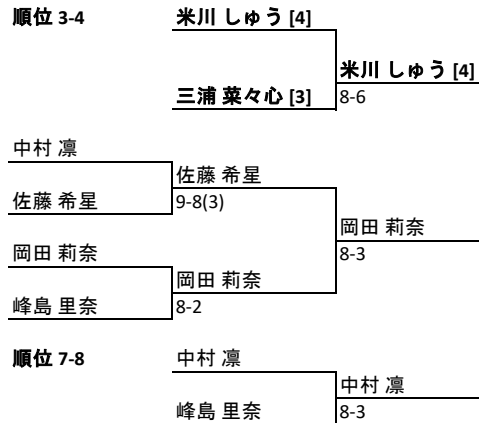 順位 3-4 米川 しゅう [4]
米川 しゅう [4]
三浦 菜々心 [3] 8-6
中村 凛
佐藤 希星
佐藤 希星 9-8(3)
岡田 莉奈
岡田 莉奈 8-3
岡田 莉奈
峰島 里奈 8-2
順位 7-8 中村 凛
中村 凛
峰島 里奈 8-3